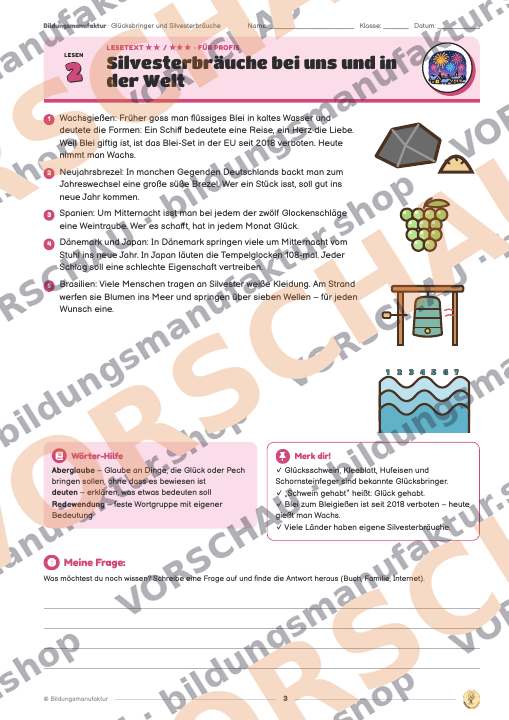 Bildungsmanufaktur · Glücksbringer und Silvesterbräuche Name: Klasse: Datum:
LESEN
2
LESETEXT ★★ / ★★★ · FÜR PROFIS
Silvesterbräuche bei uns und in
der Welt
1 Wachsgießen: Früher goss man flüssiges Blei in kaltes Wasser und
deutete die Formen: Ein Schiff bedeutete eine Reise, ein Herz die Liebe.
Weil Blei giftig ist, ist das Blei-Set in der EU seit 2018 verboten. Heute
nimmt man Wachs.
2 Neujahrsbrezel: In manchen Gegenden Deutschlands backt man zum
Jahreswechsel eine große süße Brezel. Wer ein Stück isst, soll gut ins
neue Jahr kommen.
3 Spanien: Um Mitternacht isst man bei jedem der zwölf Glockenschläge
eine Weintraube. Wer es schafft, hat in jedem Monat Glück.
4 Dänemark und Japan: In Dänemark springen viele um Mitternacht vom
Stuhl ins neue Jahr. In Japan läuten die Tempelglocken 108-mal. Jeder
Schlag soll eine schlechte Eigenschaft vertreiben.
5 Brasilien: Viele Menschen tragen an Silvester weiße Kleidung. Am Strand
werfen sie Blumen ins Meer und springen über sieben Wellen – für jeden
Wunsch eine.
1 2 3 4 5 6 7
Wörter-Hilfe
Aberglaube – Glaube an Dinge, die Glück oder Pech
bringen sollen, ohne dass es bewiesen ist
deuten – erklären, was etwas bedeuten soll
Redewendung – feste Wortgruppe mit eigener
Bedeutung
Merk dir!
✓ Glücksschwein, Kleeblatt, Hufeisen und
Schornsteinfeger sind bekannte Glücksbringer.
✓ „Schwein gehabt" heißt: Glück gehabt.
✓ Blei zum Bleigießen ist seit 2018 verboten – heute
gießt man Wachs.
✓ Viele Länder haben eigene Silvesterbräuche.
Meine Frage:
Was möchtest du noch wissen? Schreibe eine Frage auf und finde die Antwort heraus (Buch, Familie, Internet).
© Bildungsmanufaktur
3
VORSCHAU · bildungsmanufaktur.shop